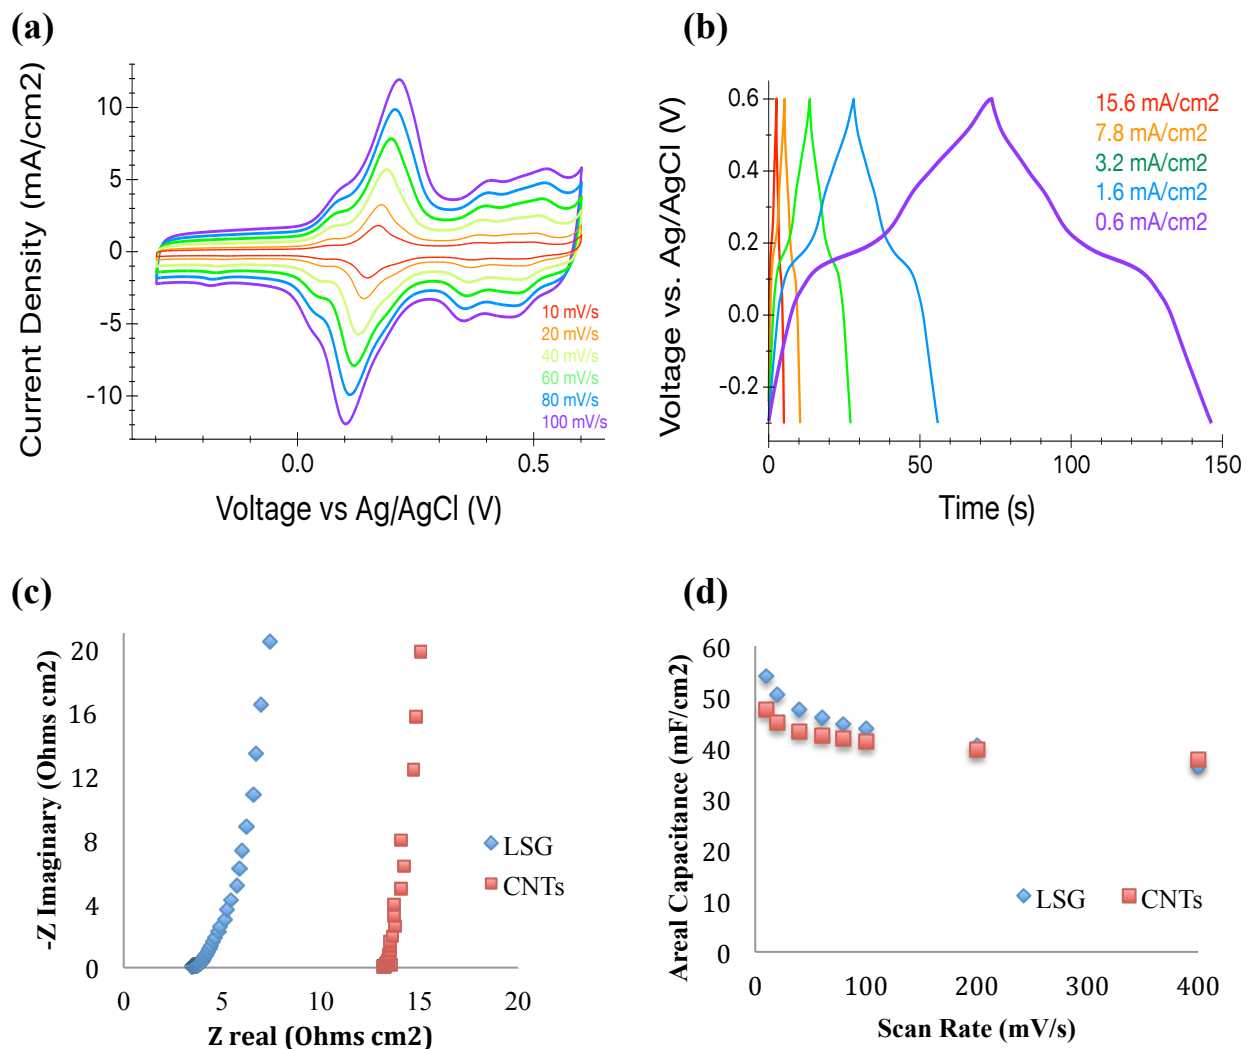 (a)
Current Density (mA/cm2)
10
5
0
-5
-10
0.0
0.5
10 mV/s
20 mV/s
40 mV/s
60 mV/s
80 mV/s
100 mV/s
Voltage vs Ag/AgCl (V)
(b)
Voltage vs. Ag/AgCl (V)
0.6
0.4
0.2
0.0
-0.2
0
50
100
150
15.6 mA/cm2
7.8 mA/cm2
3.2 mA/cm2
1.6 mA/cm2
0.6 mA/cm2
Time (s)
(c)
-Z Imaginary (Ohms cm2)
20
16
12
8
4
0
0
5
10
15
20
LSG
CNTs
Z real (Ohms cm2)
(d)
Areal Capacitance (mF/cm2)
60
50
40
30
20
10
0
0
100
200
300
400
LSG
CNTs
Scan Rate (mV/s)